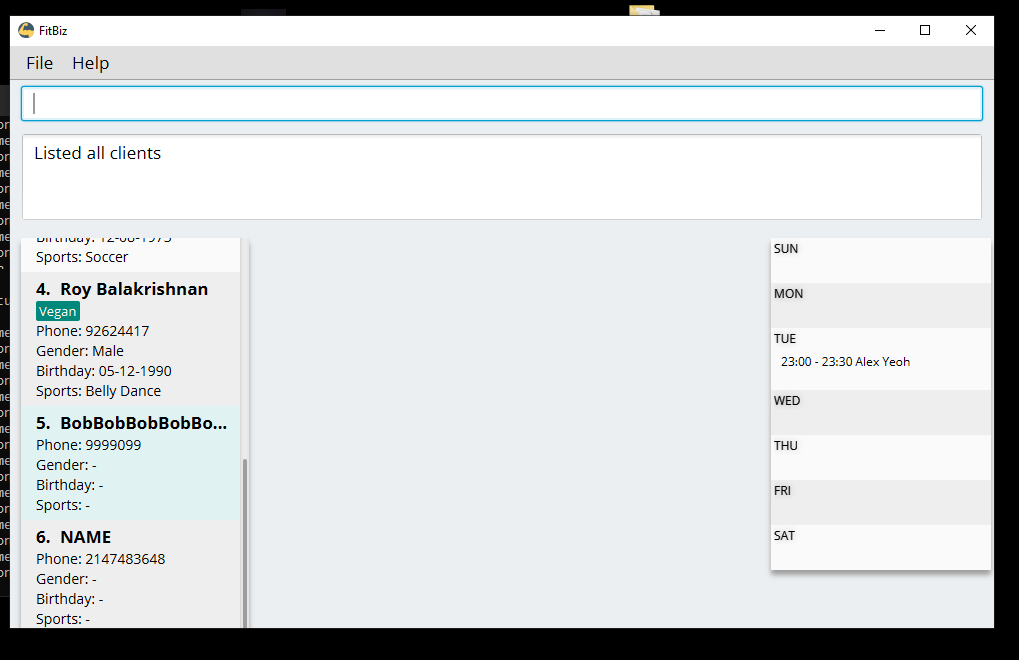 FitBiz
File Help
Listed all clients
Sports: Soccer
4. Roy Balakrishnan
Vegan
Phone: 92624417
Gender: Male
Birthday: 05-12-1990
Sports: Belly Dance
5. BobBobBobBobBo...
Phone: 9999099
Gender: -
Birthday: -
Sports: -
6. NAME
Phone: 2147483648
Gender: -
Birthday: -
Sports: -
SUN
MON
TUE
23:00 - 23:30 Alex Yeoh
WED
THU
FRI
SAT